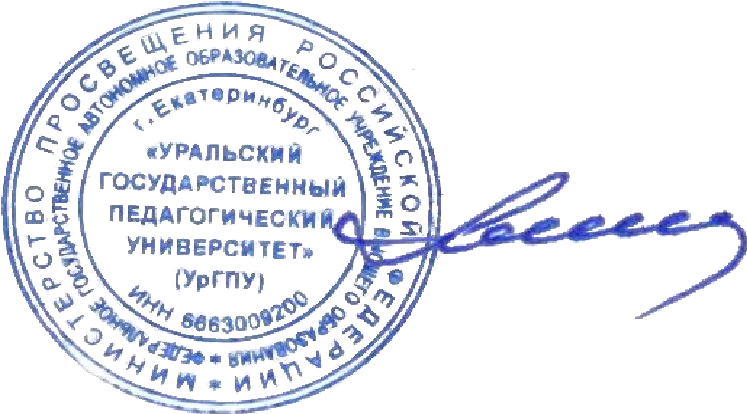 МИНИСТЕРСТВО ПРОСВЕЩЕНИЯ РОССИЙСКОЙ ФЕДЕРАЦИИ *
ФЕДЕРАЛЬНОЕ ГОСУДАРСТВЕННОЕ АВТОНОМНОЕ ОБРАЗОВАТЕЛЬНОЕ УЧРЕЖДЕНИЕ ВЫСШЕГО ОБРАЗОВАНИЯ *
г. Екатеринбург
«УРАЛЬСКИЙ
ГОСУДАРСТВЕННЫЙ
ПЕДАГОГИЧЕСКИЙ
УНИВЕРСИТЕТ»
(УрГПУ)
ИНН 6663009200